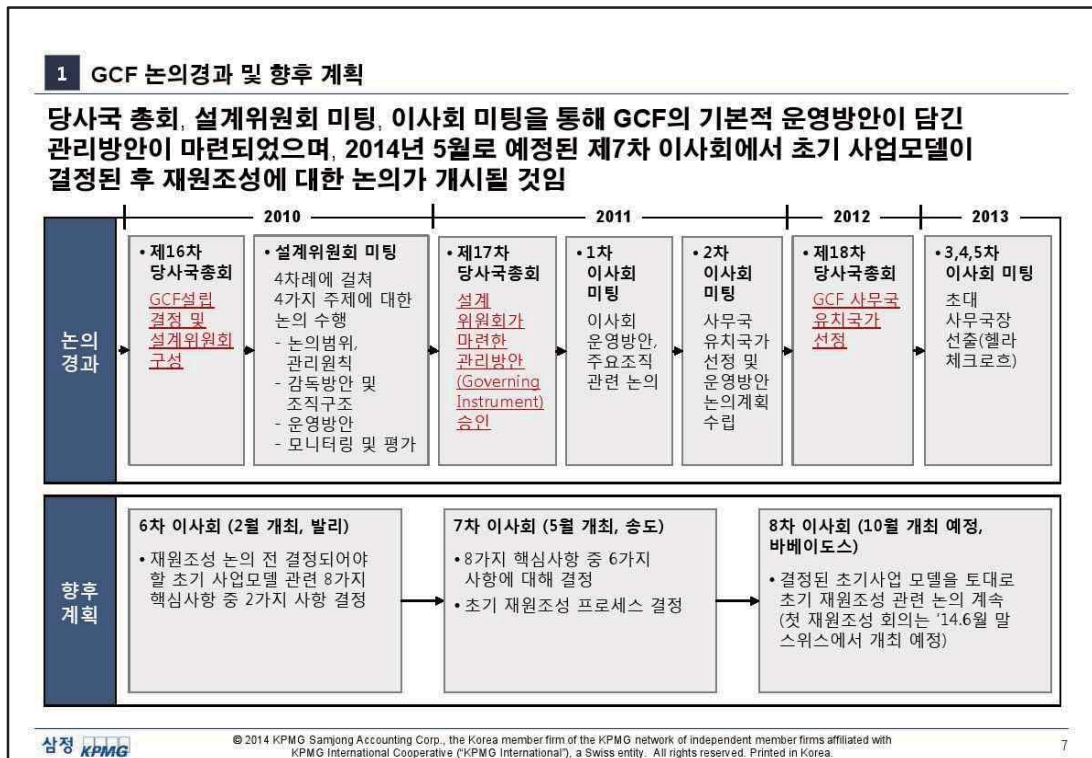 1 GCF 논의경과 및 향후 계획
당사국 총회, 설계위원회 미팅, 이사회 미팅을 통해 GCF의 기본적 운영방안이 담긴
관리방안이 마련되었으며, 2014년 5월로 예정된 제7차 이사회에서 초기 사업모델이
결정된 후 재원조성에 대한 논의가 개시될 것임
2010
2011
2012
2013
논의
경과
• 제16차
당사국총회
GCF설립
결정 및
설계위원회
구성
• 설계위원회 미팅
4차례에 걸쳐
4가지 주제에 대한
논의 수행
- 논의범위,
관리원칙
- 감독방안 및
조직구조
- 운영방안
- 모니터링 및 평가
• 제17차
당사국총회
설계
위원회가
마련한
관리방안
(Governing
Instrument)
승인
• 1차
이사회
미팅
이사회
운영방안,
주요조직
관련 논의
• 2차
이사회
미팅
사무국
유치국가
선정 및
운영방안
논의계획
수립
• 제18차
당사국총회
GCF 사무국
유치국가
선정
• 3,4,5차
이사회 미팅
초대
사무국장
선출(헬라
체크로흐)
향후
계획
6차 이사회 (2월 개최, 발리)
• 재원조성 논의 전 결정되어야
할 초기 사업모델 관련 8가지
핵심사항 중 2가지 사항 결정
7차 이사회 (5월 개최, 송도)
• 8가지 핵심사항 중 6가지
사항에 대해 결정
• 초기 재원조성 프로세스 결정
8차 이사회 (10월 개최 예정,
바베이도스)
• 결정된 초기사업 모델을 토대로
초기 재원조성 관련 논의 계속
(첫 재원조성 회의는 '14.6월 말
스위스에서 개최 예정)
삼정 KPMG
© 2014 KPMG Samjong Accounting Corp., the Korea member firm of the KPMG network of independent member firms affiliated with
KPMG International Cooperative ("KPMG International"), a Swiss entity. All rights reserved. Printed in Korea.
7